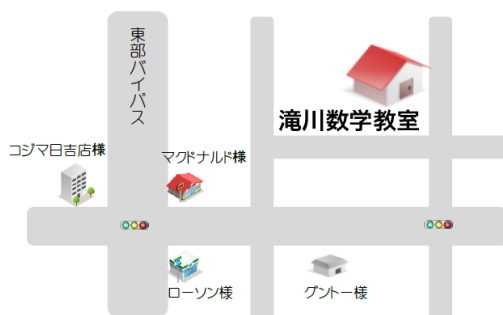 東部バイパス
滝川数学教室
コジマ日吉店様
マクドナルド様
ローソン様
グントー様